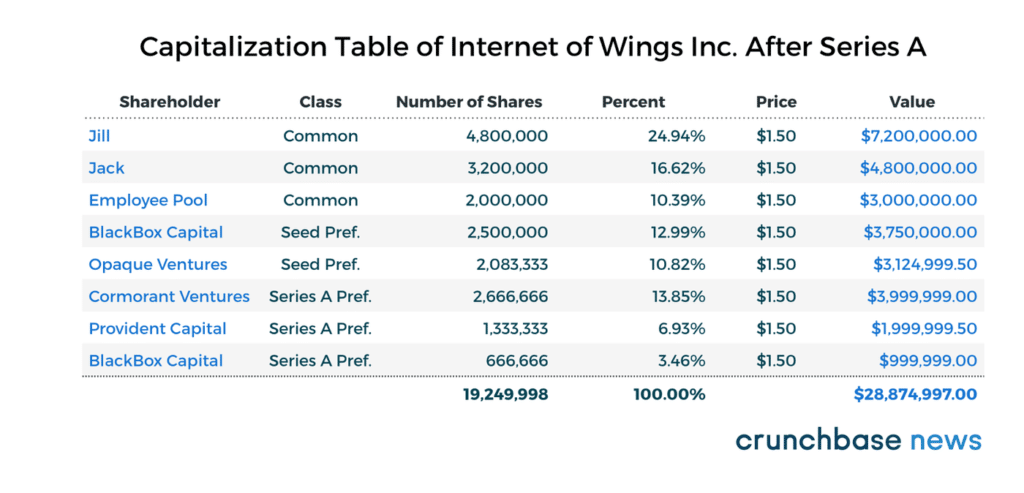 Capitalization Table of Internet of Wings Inc. After Series A
Shareholder Class Number of Shares Percent Price Value
Jill Common 4,800,000 24.94% $1.50 $7,200,000.00
Jack Common 3,200,000 16.62% $1.50 $4,800,000.00
Employee Pool Common 2,000,000 10.39% $1.50 $3,000,000.00
BlackBox Capital Seed Pref. 2,500,000 12.99% $1.50 $3,750,000.00
Opaque Ventures Seed Pref. 2,083,333 10.82% $1.50 $3,124,999.50
Cormorant Ventures Series A Pref. 2,666,666 13.85% $1.50 $3,999,999.00
Provident Capital Series A Pref. 1,333,333 6.93% $1.50 $1,999,999.50
BlackBox Capital Series A Pref. 666,666 3.46% $1.50 $999,999.00
19,249,998 100.00% $28,874,997.00
crunchbase news